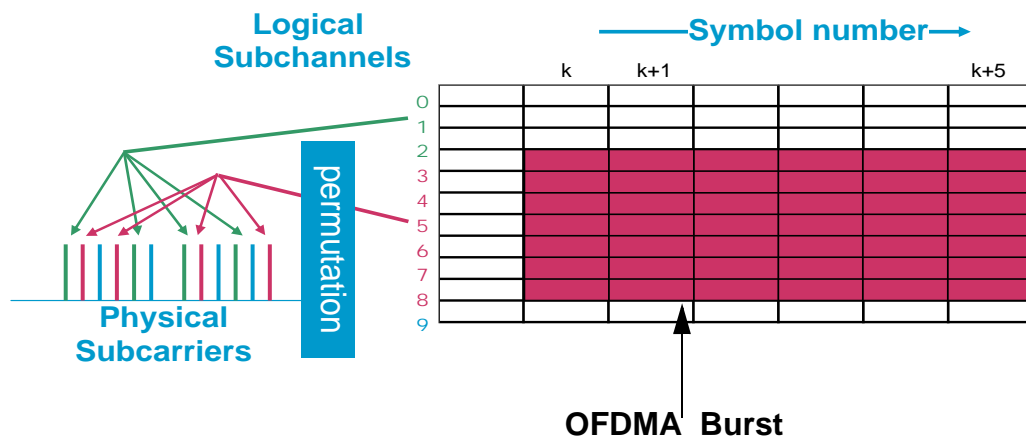 Logical
Subchannels
Symbol number
k k+1 k+5
0
1
2
3
4
5
6
7
8
9
permutation
Physical
Subcarriers
OFDMA Burst